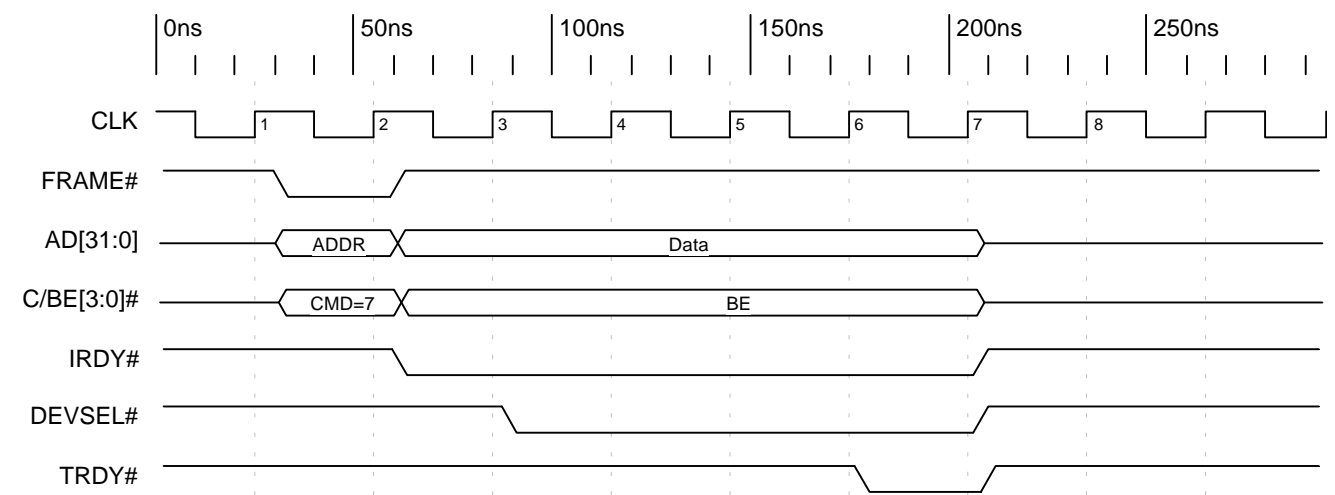 0ns 50ns 100ns 150ns 200ns 250ns
CLK 1 2 3 4 5 6 7 8
FRAME#
AD[31:0] ADDR Data
C/BE[3:0]# CMD=7 BE
IRDY#
DEVSEL#
TRDY#